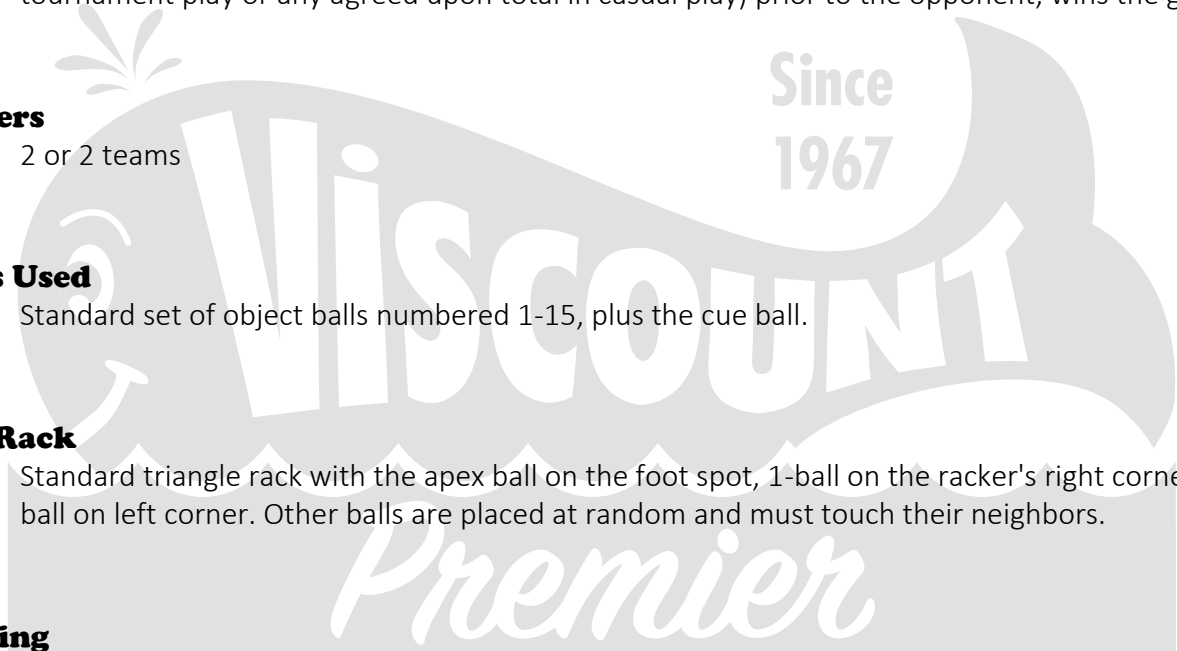 tournament play or any agreed upon total in casual play) prior to the opponent, wins the g
Since
1967
ers
2 or 2 teams
VISCOUNT
s Used
Standard set of object balls numbered 1-15, plus the cue ball.
Rack
Standard triangle rack with the apex ball on the foot spot, 1-ball on the racker's right corne
ball on left corner. Other balls are placed at random and must touch their neighbors.
Premier
ing